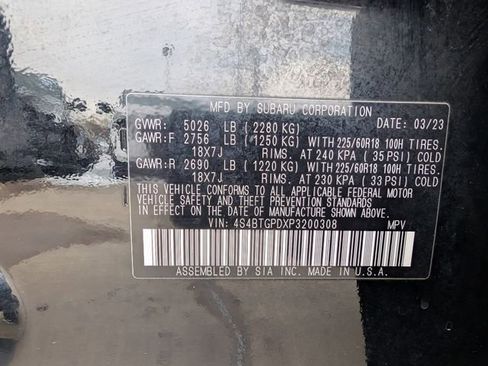 MFD BY SUBARU CORPORATION
GVWR: 5026 LB (2280 KG) DATE: 03/23
GAWR:F 2756 LB (1250 KG) WITH 225/60R18 100H TIRES.
18X7J RIMS. AT 240 KPA (35 PSI) COLD
GAWR:R 2690 LB (1220 KG) WITH 225/60R18 100H TIRES.
18X7J RIMS. AT 230 KPA (33 PSI) COLD
THIS VEHICLE CONFORMS TO ALL APPLICABLE FEDERAL MOTOR
VEHICLE SAFETY AND THEFT PREVENTION STANDARDS IN
EFFECT ON THE DATE OF MANUFACTURE SHOWN ABOVE.
VIN: 4S4BTGPDXP3200308 MPV
ASSEMBLED BY SIA INC. MADE IN U.S.A.